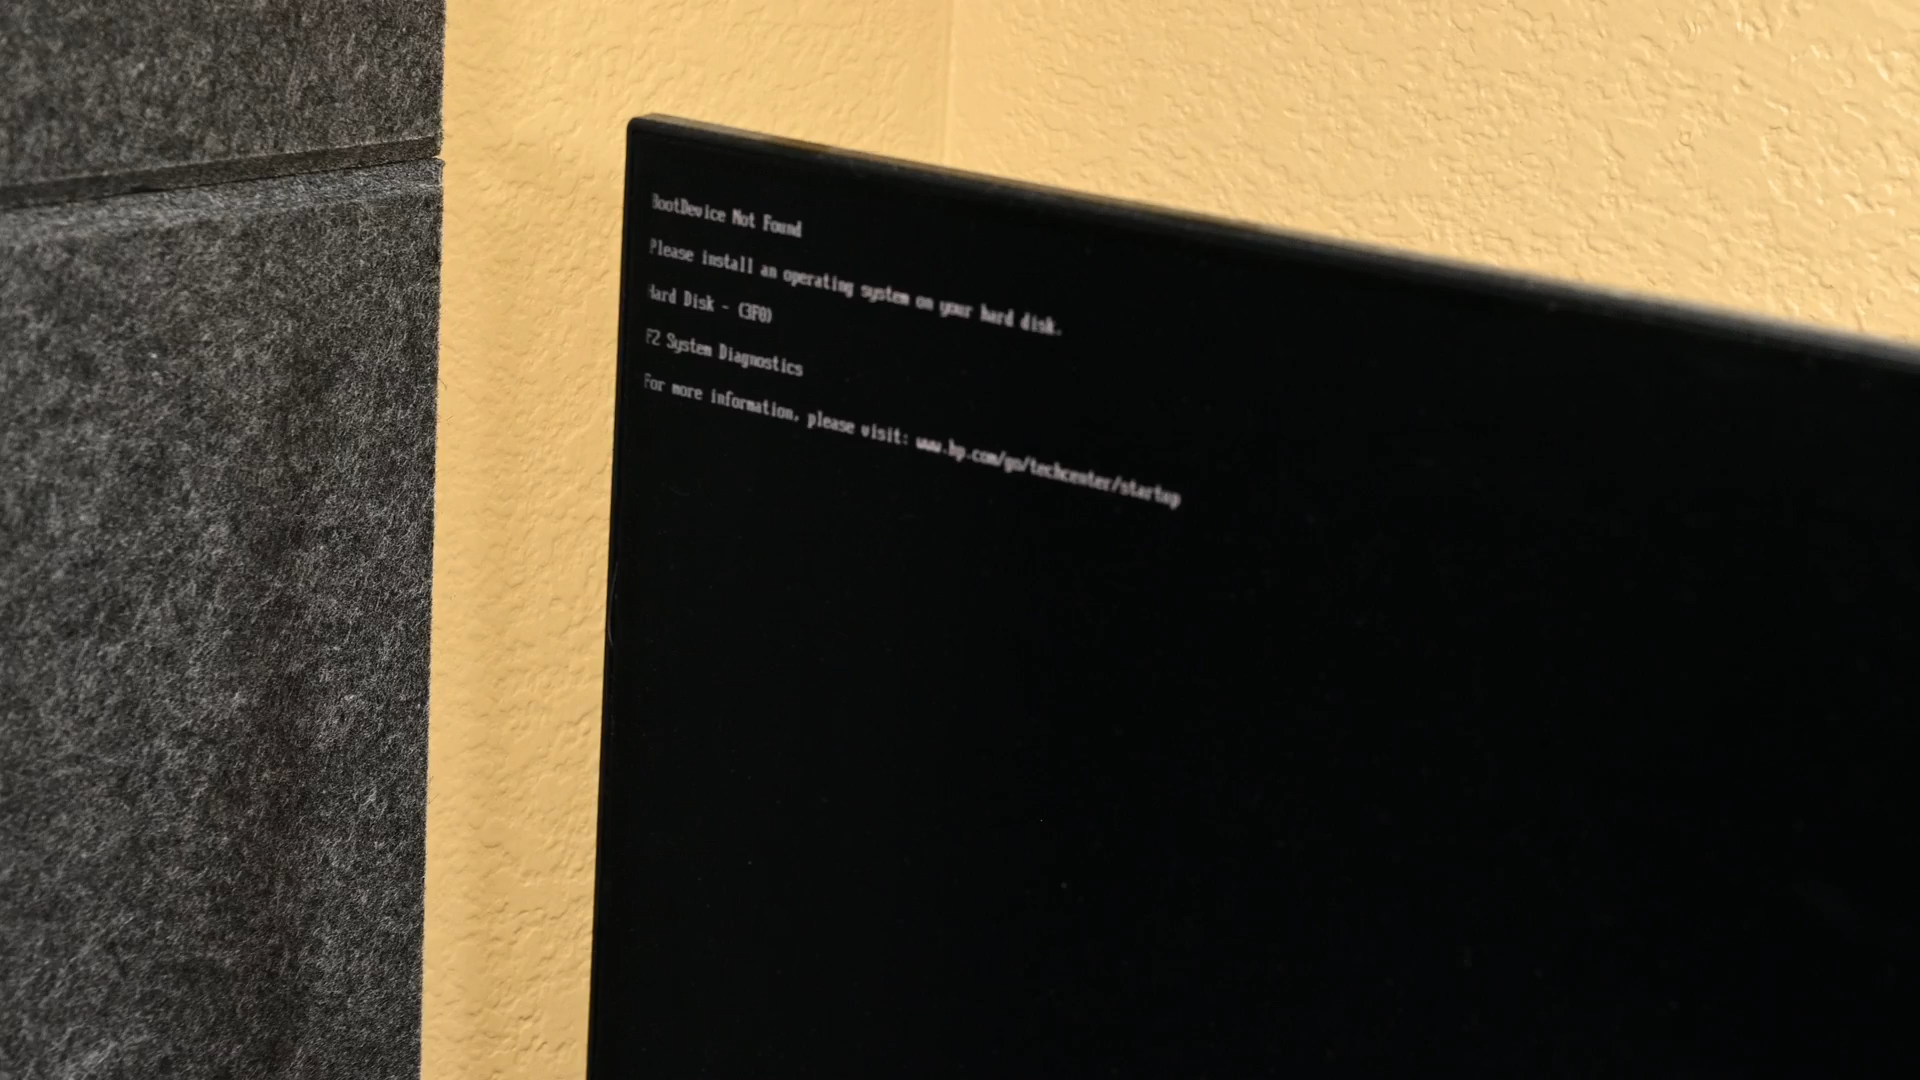 BootDevice Not Found
Please install an operating system on your hard disk.
Hard Disk - (3F0)
F2 System Diagnostics
For more information, please visit: www.hp.com/go/techcenter/startup